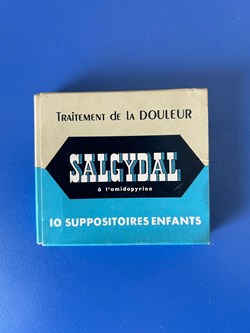 TRAITEMENT DE LA DOULEUR
SALGYDAL
à l'amidopyrine
10 SUPPOSITOIRES ENFANTS